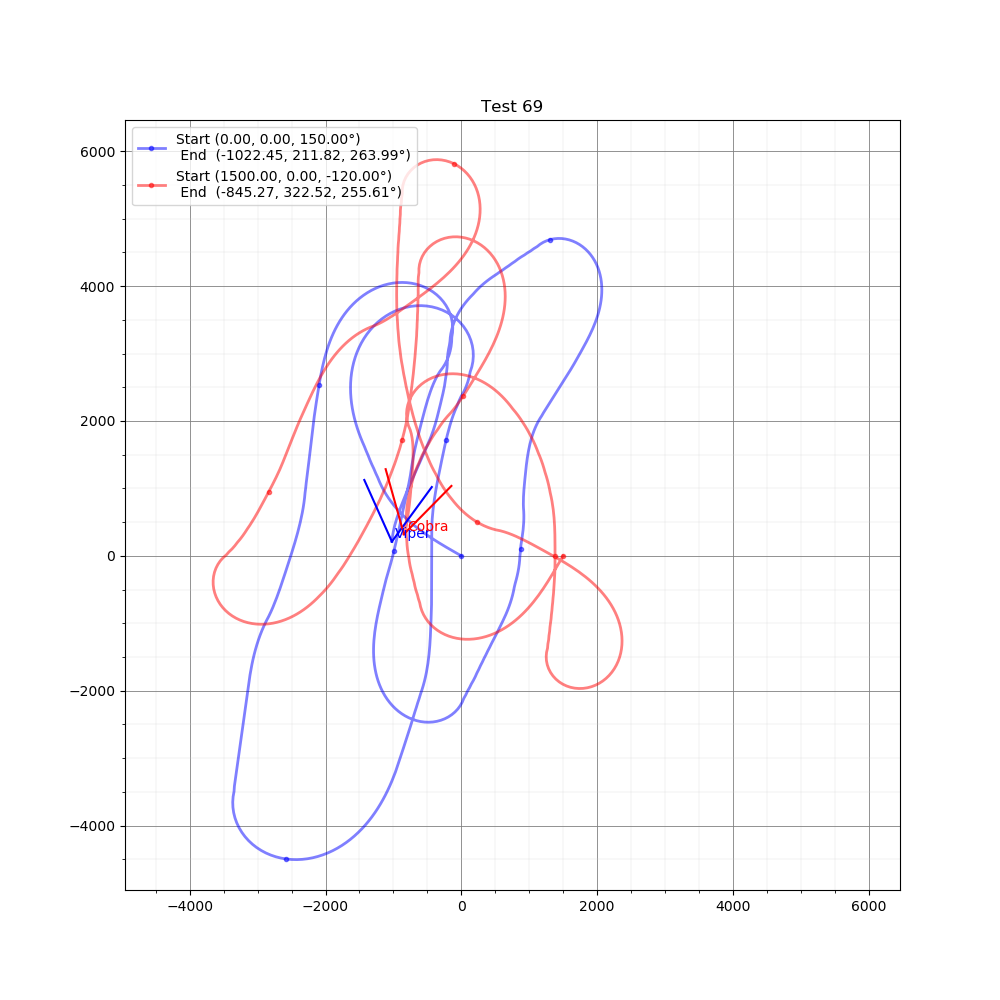 Test 69
Start (0.00, 0.00, 150.00°)
End (-1022.45, 211.82, 263.99°)
Start (1500.00, 0.00, -120.00°)
End (-845.27, 322.52, 255.61°)
6000
4000
2000
0
−2000
−4000
Cobra
Viper
−4000 −2000 0 2000 4000 6000